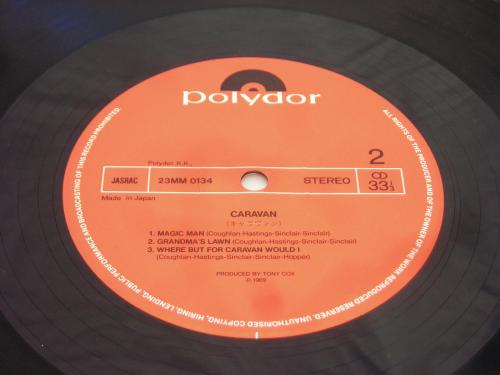 polydor
Polydor K.K.,
JASRAC
23MM 0134
STEREO
2
33⅓
Made in Japan
CARAVAN
(キャラヴァン)
1. MAGIC MAN (Coughlan-Hastings-Sinclair-Sinclair)
2. GRANDMA'S LAWN (Coughlan-Hastings-Sinclair-Sinclair)
3. WHERE BUT FOR CARAVAN WOULD I
(Coughlan-Hastings-Sinclair-Sinclair-Hopper)
PRODUCED BY TONY COX
℗ 1969
ALL RIGHTS OF THE PRODUCER AND OF THE OWNER OF THE WORK REPRODUCED RESERVED. UNAUTHORISED COPYING, HIRING, LENDING, PUBLIC PERFORMANCE AND BROADCASTING OF THIS RECORD PROHIBITED.